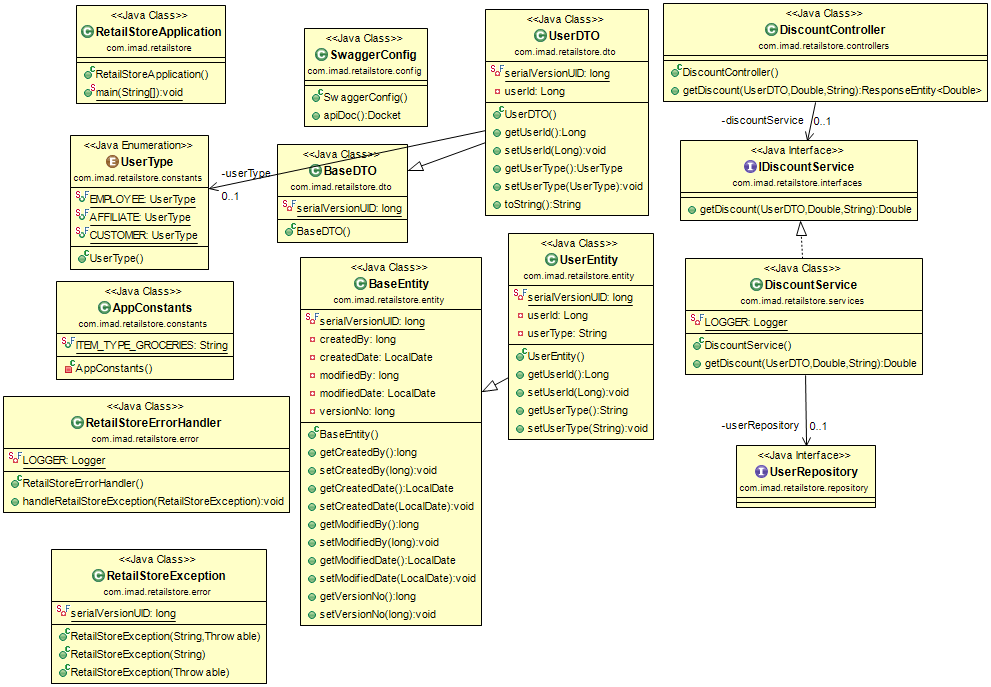 <<Java Class>>
RetailStoreApplication
com.imad.retailstore
RetailStoreApplication()
main(String[]):void
<<Java Class>>
SwaggerConfig
com.imad.retailstore.config
SwaggerConfig()
apiDoc():Docket
<<Java Class>>
UserDTO
com.imad.retailstore.dto
serialVersionUID: long
userId: Long
UserDTO()
getUserId():Long
setUserId(Long):void
getUserType():UserType
setUserType(UserType):void
toString():String
<<Java Class>>
DiscountController
com.imad.retailstore.controllers
DiscountController()
getDiscount(UserDTO,Double,String):ResponseEntity<Double>
-discountService
0..1
<<Java Enumeration>>
UserType
com.imad.retailstore.constants
EMPLOYEE: UserType
AFFILIATE: UserType
CUSTOMER: UserType
UserType()
-userType
0..1
<<Java Class>>
BaseDTO
com.imad.retailstore.dto
serialVersionUID: long
BaseDTO()
<<Java Interface>>
IDiscountService
com.imad.retailstore.interfaces
getDiscount(UserDTO,Double,String):Double
<<Java Class>>
AppConstants
com.imad.retailstore.constants
ITEM_TYPE_GROCERIES: String
AppConstants()
<<Java Class>>
BaseEntity
com.imad.retailstore.entity
serialVersionUID: long
createdBy: long
createdDate: LocalDate
modifiedBy: long
modifiedDate: LocalDate
versionNo: long
BaseEntity()
getCreatedBy():long
setCreatedBy(long):void
getCreatedDate():LocalDate
setCreatedDate(LocalDate):void
getModifiedBy():long
setModifiedBy(long):void
getModifiedDate():LocalDate
setModifiedDate(LocalDate):void
getVersionNo():long
setVersionNo(long):void
<<Java Class>>
UserEntity
com.imad.retailstore.entity
serialVersionUID: long
userId: Long
userType: String
UserEntity()
getUserId():Long
setUserId(Long):void
getUserType():String
setUserType(String):void
<<Java Class>>
DiscountService
com.imad.retailstore.services
LOGGER: Logger
DiscountService()
getDiscount(UserDTO,Double,String):Double
-userRepository
0..1
<<Java Interface>>
UserRepository
com.imad.retailstore.repository
<<Java Class>>
RetailStoreErrorHandler
com.imad.retailstore.error
LOGGER: Logger
RetailStoreErrorHandler()
handleRetailStoreException(RetailStoreException):void
<<Java Class>>
RetailStoreException
com.imad.retailstore.error
serialVersionUID: long
RetailStoreException(String,Throwable)
RetailStoreException(String)
RetailStoreException(Throwable)